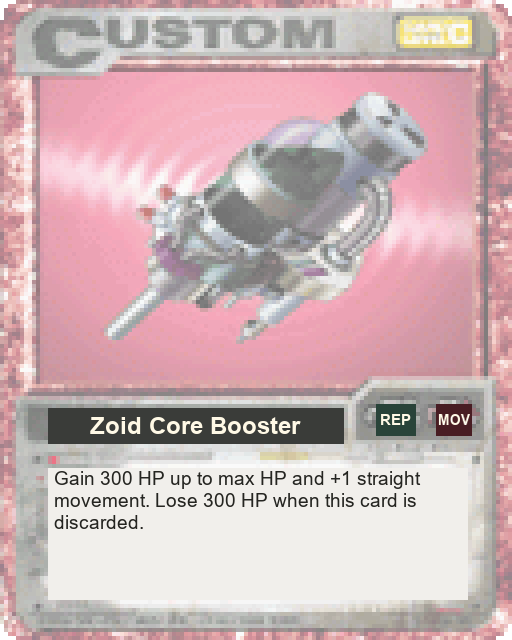 CUSTOM
Zoid Core Booster
REP MOV
Gain 300 HP up to max HP and +1 straight
movement. Lose 300 HP when this card is
discarded.